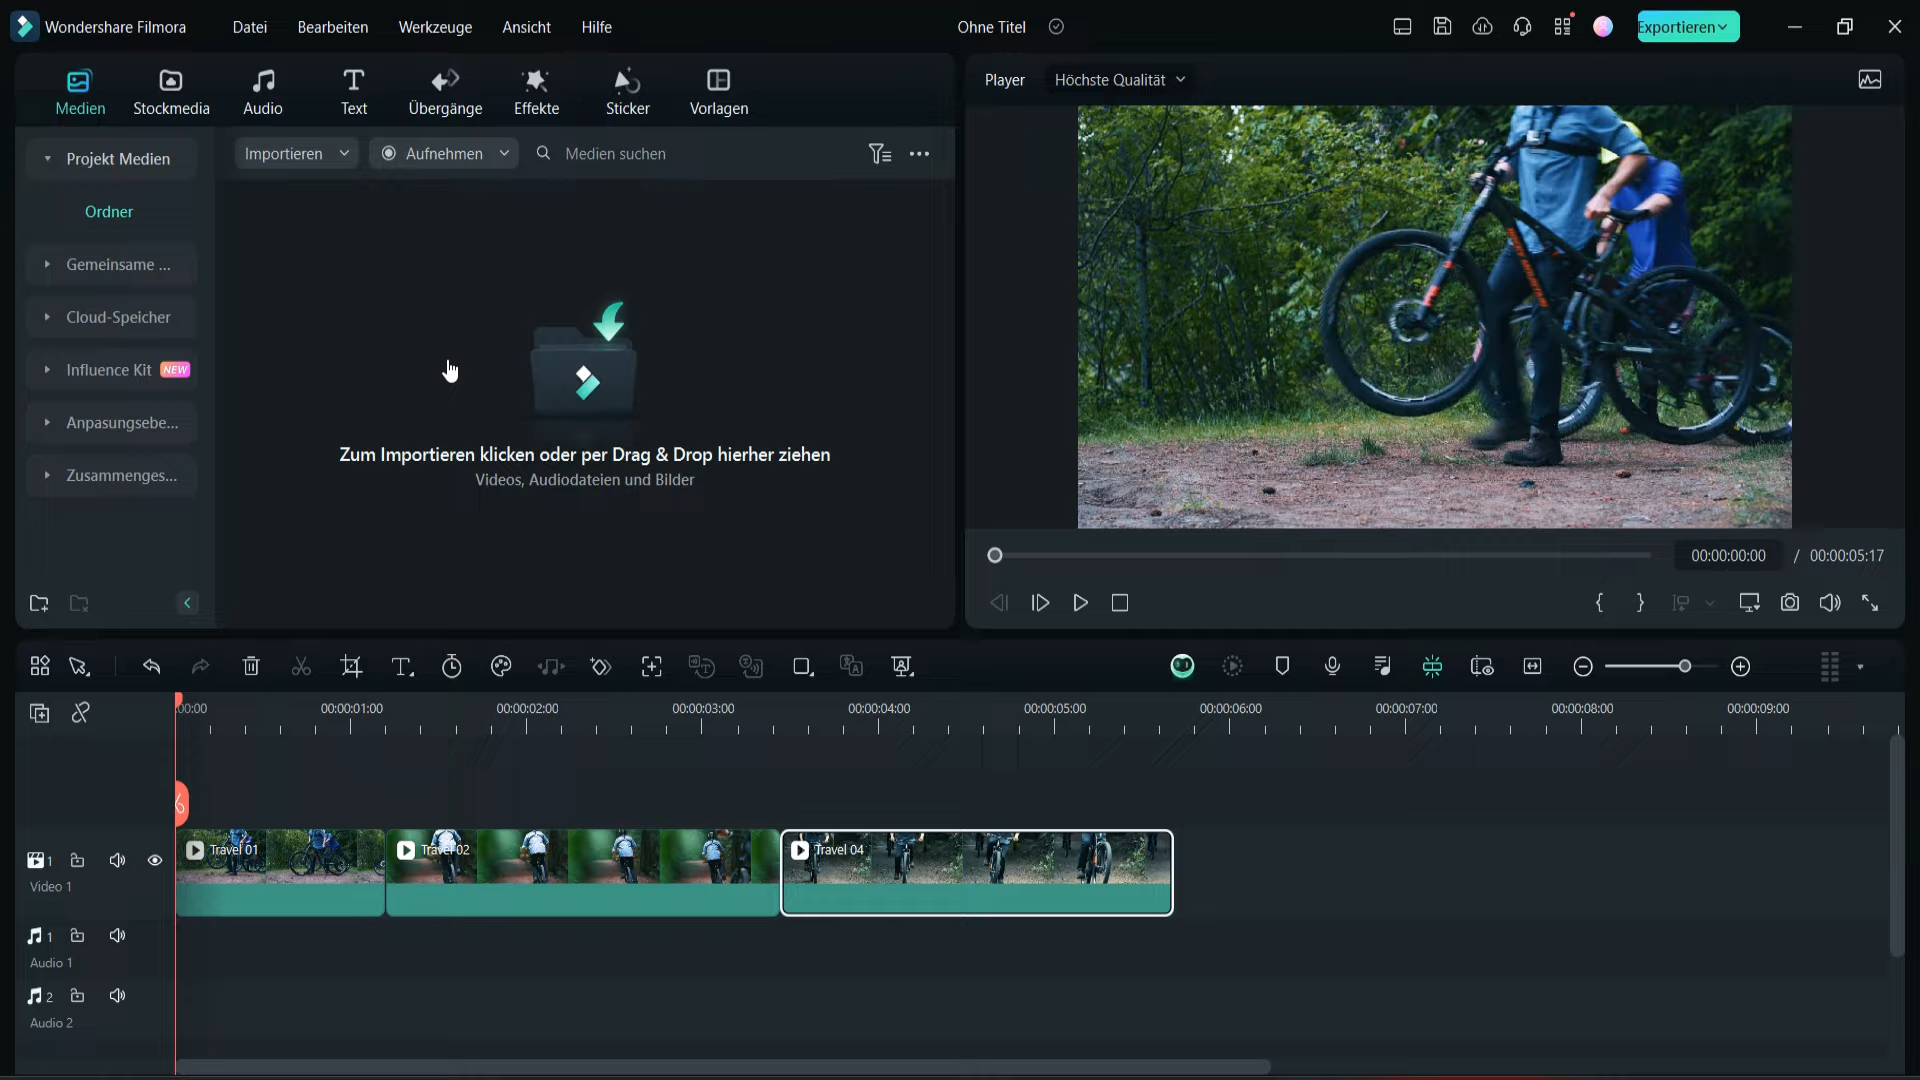 Wondershare Filmora
Datei
Bearbeiten
Werkzeuge
Ansicht
Hilfe
Ohne Titel
Exportieren
Medien
Stockmedia
Audio
Text
Übergänge
Effekte
Sticker
Vorlagen
Player
Höchste Qualität
Projekt Medien
Importieren
Aufnehmen
Medien suchen
Ordner
Gemeinsame ...
Cloud-Speicher
Influence Kit NEW
Anpasungsebe...
Zusammenges...
Zum Importieren klicken oder per Drag & Drop hierher ziehen
Videos, Audiodateien und Bilder
00:00:00:00 / 00:00:05:17
:00:00
00:00:01:00
00:00:02:00
00:00:03:00
00:00:04:00
00:00:05:00
00:00:06:00
00:00:07:00
00:00:08:00
00:00:09:00
Travel 01
Travel 02
Travel 04
1
Video 1
1
Audio 1
2
Audio 2